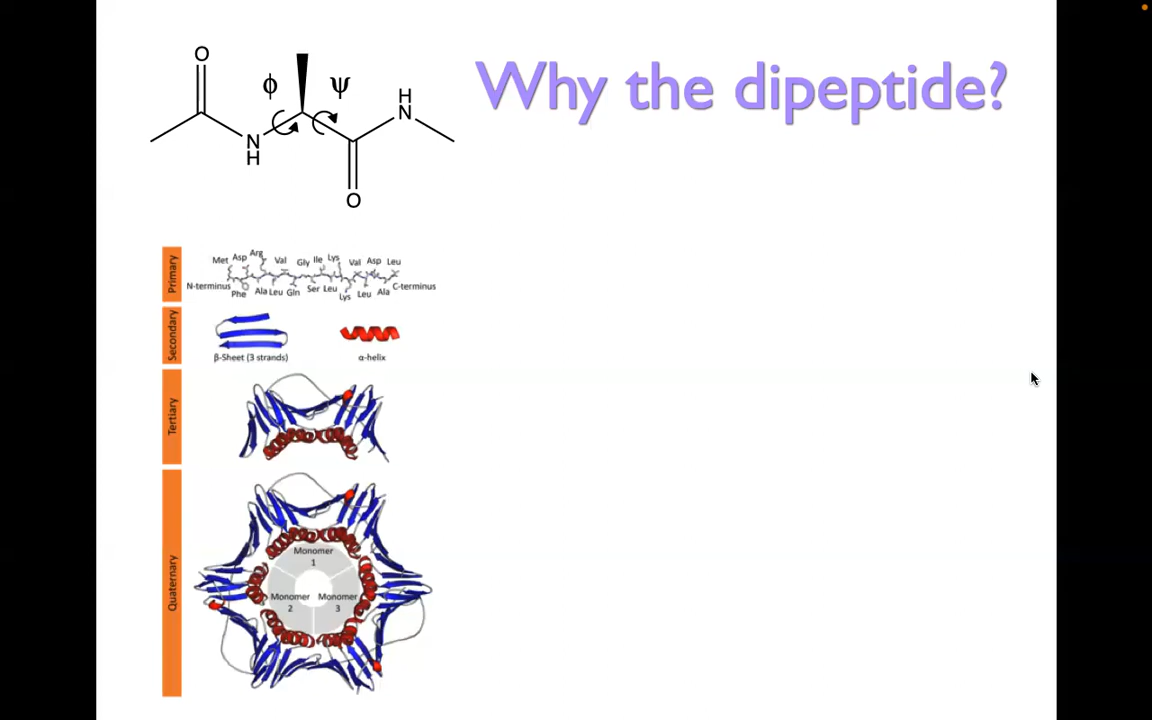 Why the dipeptide?
O
ϕ ψ
H
N
N
H
O
Primary
Met Asp Arg Val Gly Ile Lys Val Asp Leu
N-terminus Phe Ala Leu Gln Ser Leu Lys Leu Ala C-terminus
Secondary
β-Sheet (3 strands) α-helix
Tertiary
Quaternary
Monomer
1
Monomer
2
Monomer
3